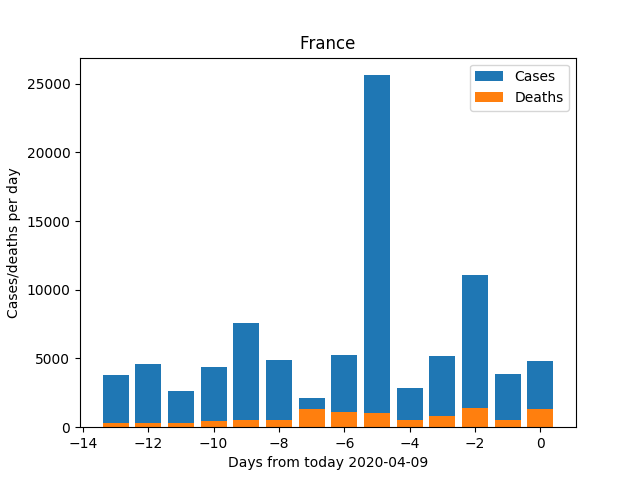 France
Cases
Deaths
Cases/deaths per day
25000
20000
15000
10000
5000
0
−14 −12 −10 −8 −6 −4 −2 0
Days from today 2020-04-09